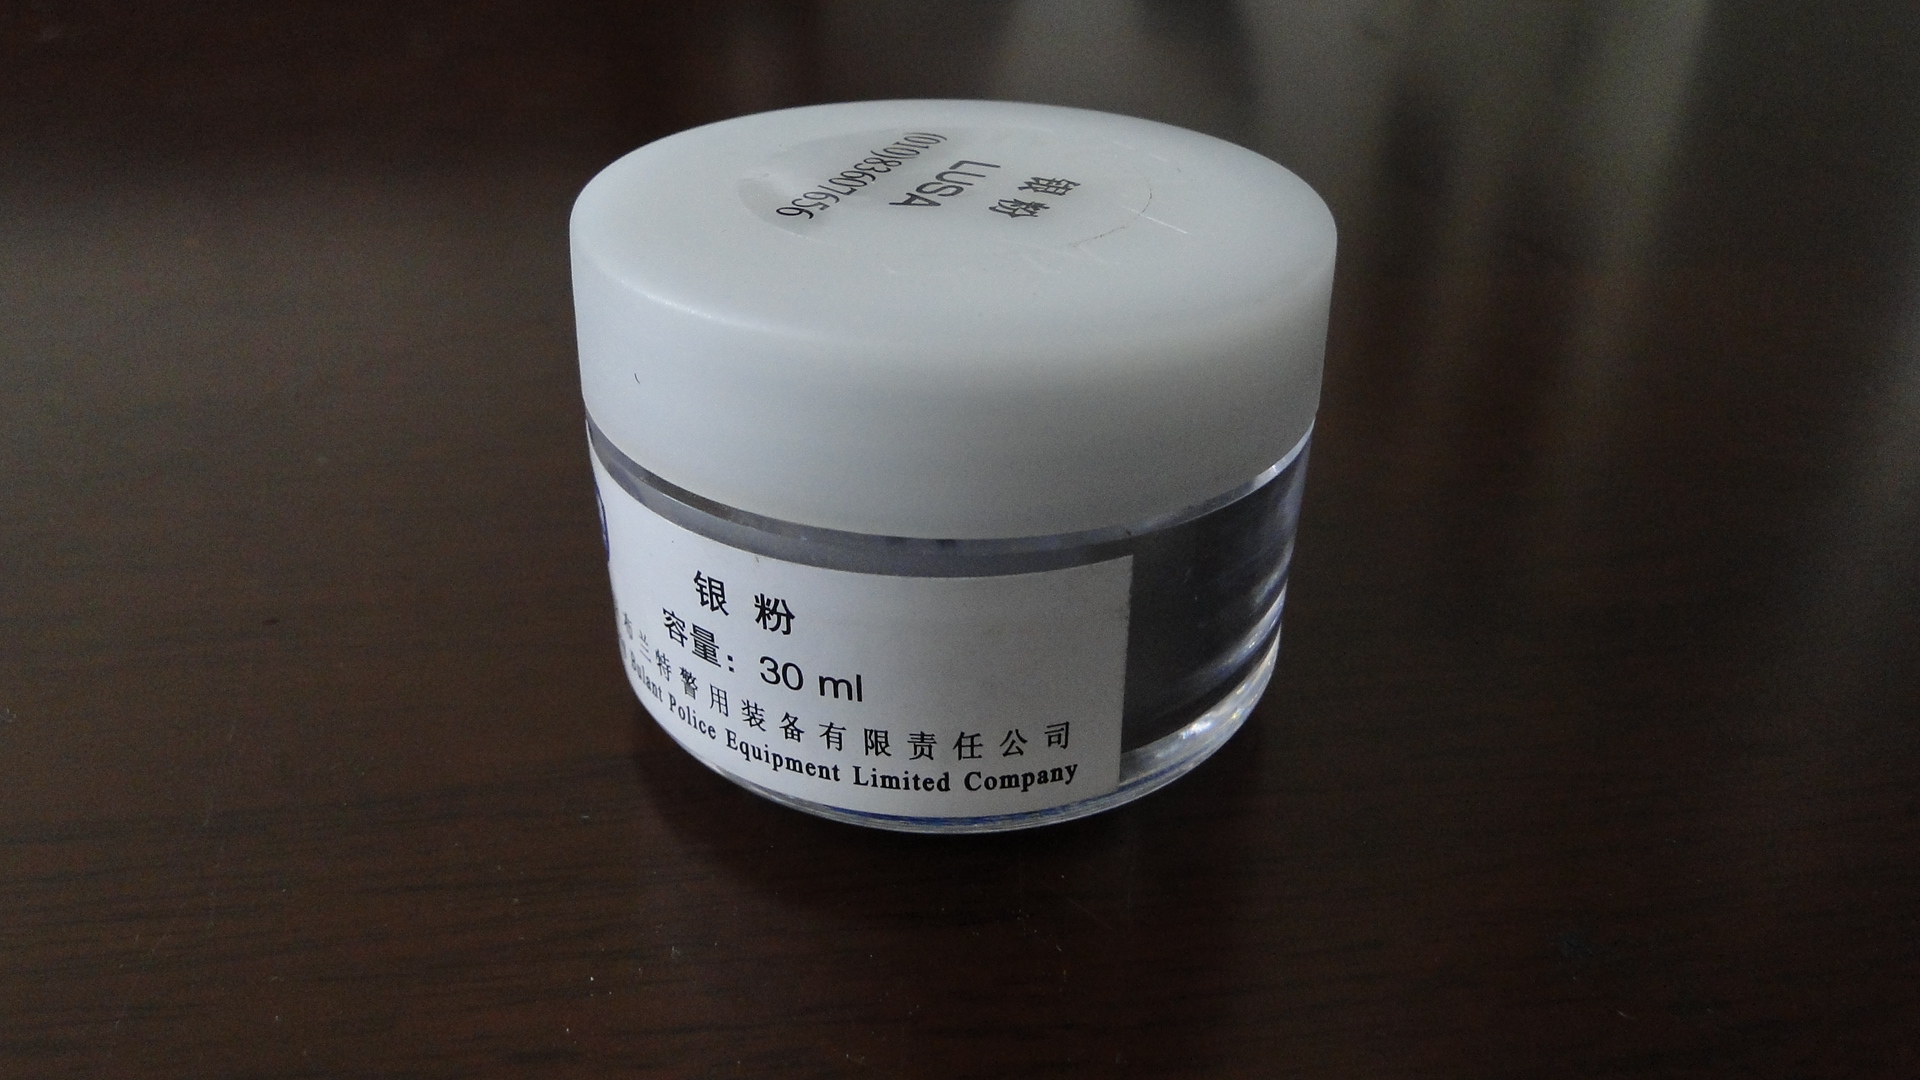 银粉
LUSA
(010)83607656
银 粉
容量：30 ml
布兰特警用装备有限责任公司
Bulant Police Equipment Limited Company